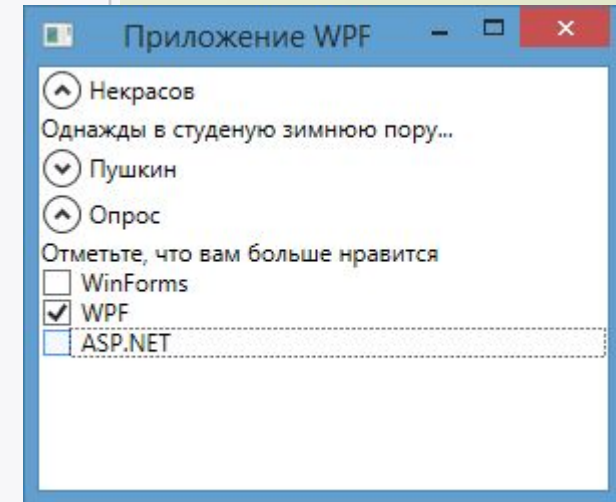 Приложение WPF
Некрасов
Однажды в студеную зимнюю пору...
Пушкин
Опрос
Отметьте, что вам больше нравится
WinForms
WPF
ASP.NET